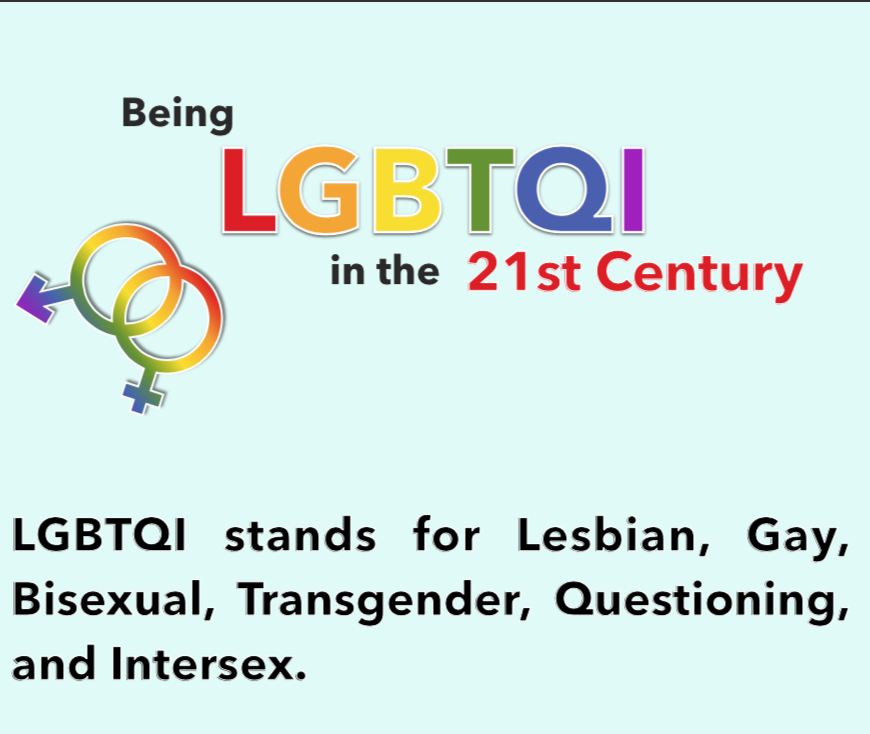 Being
LGBTQI
in the 21st Century
LGBTQI stands for Lesbian, Gay,
Bisexual, Transgender, Questioning,
and Intersex.